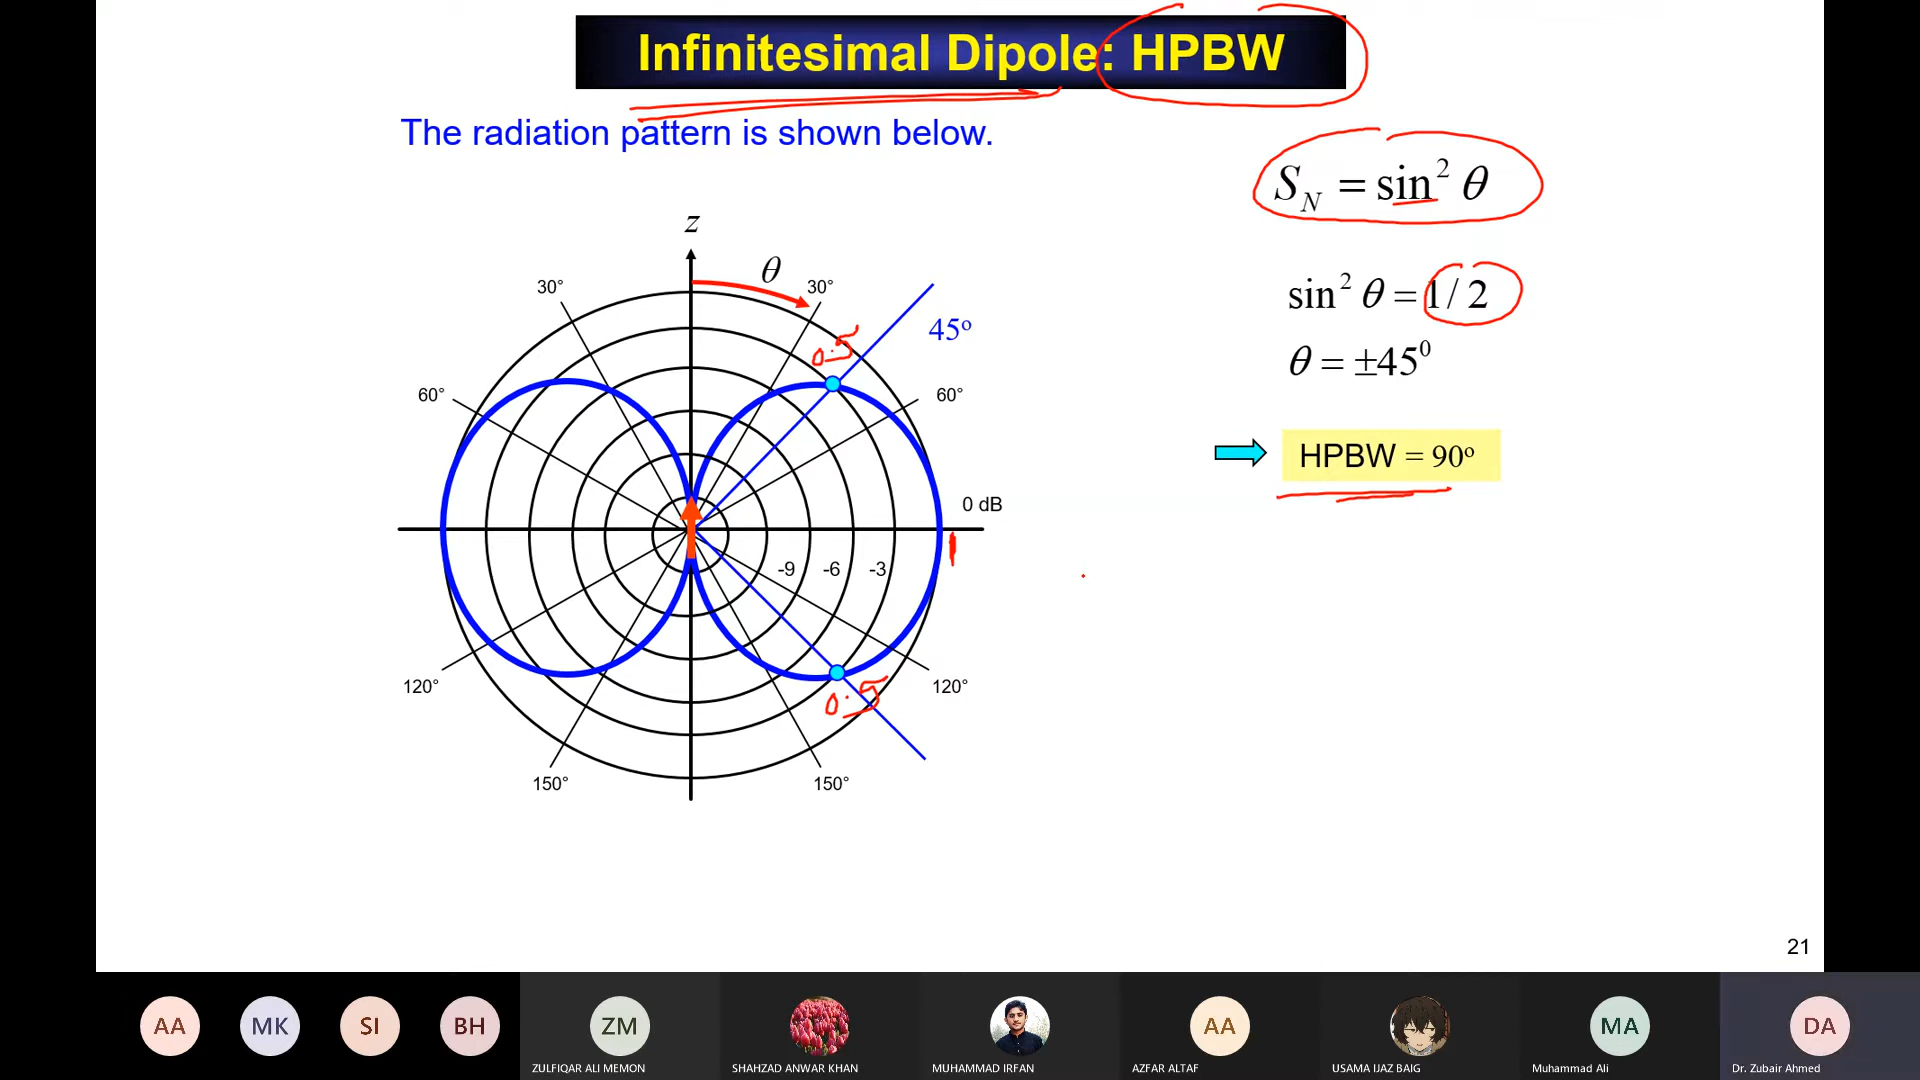 Infinitesimal Dipole: HPBW
The radiation pattern is shown below.
S_N = sin² θ
sin² θ = 1 / 2
θ = ±45⁰
HPBW = 90º
z
θ
30° 30°
0.5
45º
60° 60°
0 dB
1
-9 -6 -3
120° 120°
0.5
150° 150°
21
AA MK SI BH ZM AA MA DA
ZULFIQAR ALI MEMON SHAHZAD ANWAR KHAN MUHAMMAD IRFAN AZFAR ALTAF USAMA IJAZ BAIG Muhammad Ali Dr. Zubair Ahmed